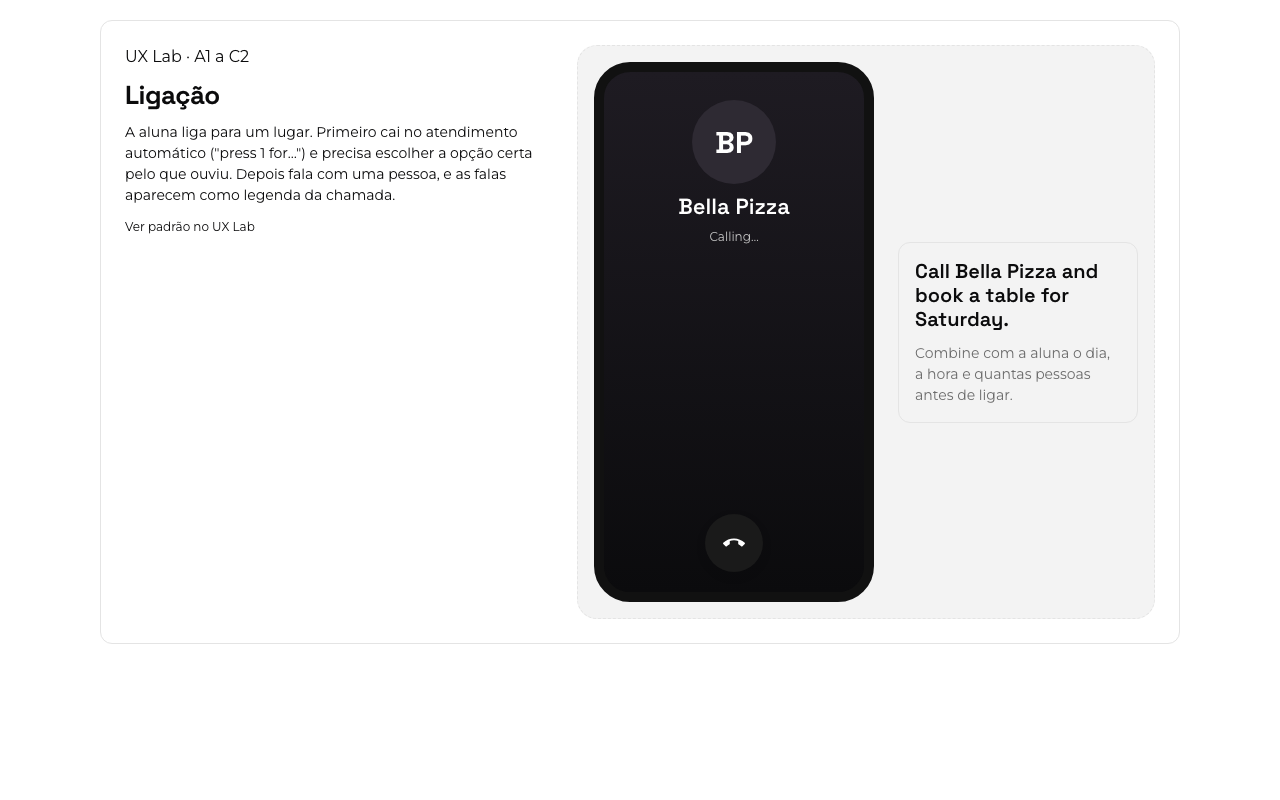 UX Lab · A1 a C2
Ligação
A aluna liga para um lugar. Primeiro cai no atendimento
automático ("press 1 for...") e precisa escolher a opção certa
pelo que ouviu. Depois fala com uma pessoa, e as falas
aparecem como legenda da chamada.
Ver padrão no UX Lab
BP
Bella Pizza
Calling...
Call Bella Pizza and
book a table for
Saturday.
Combine com a aluna o dia,
a hora e quantas pessoas
antes de ligar.